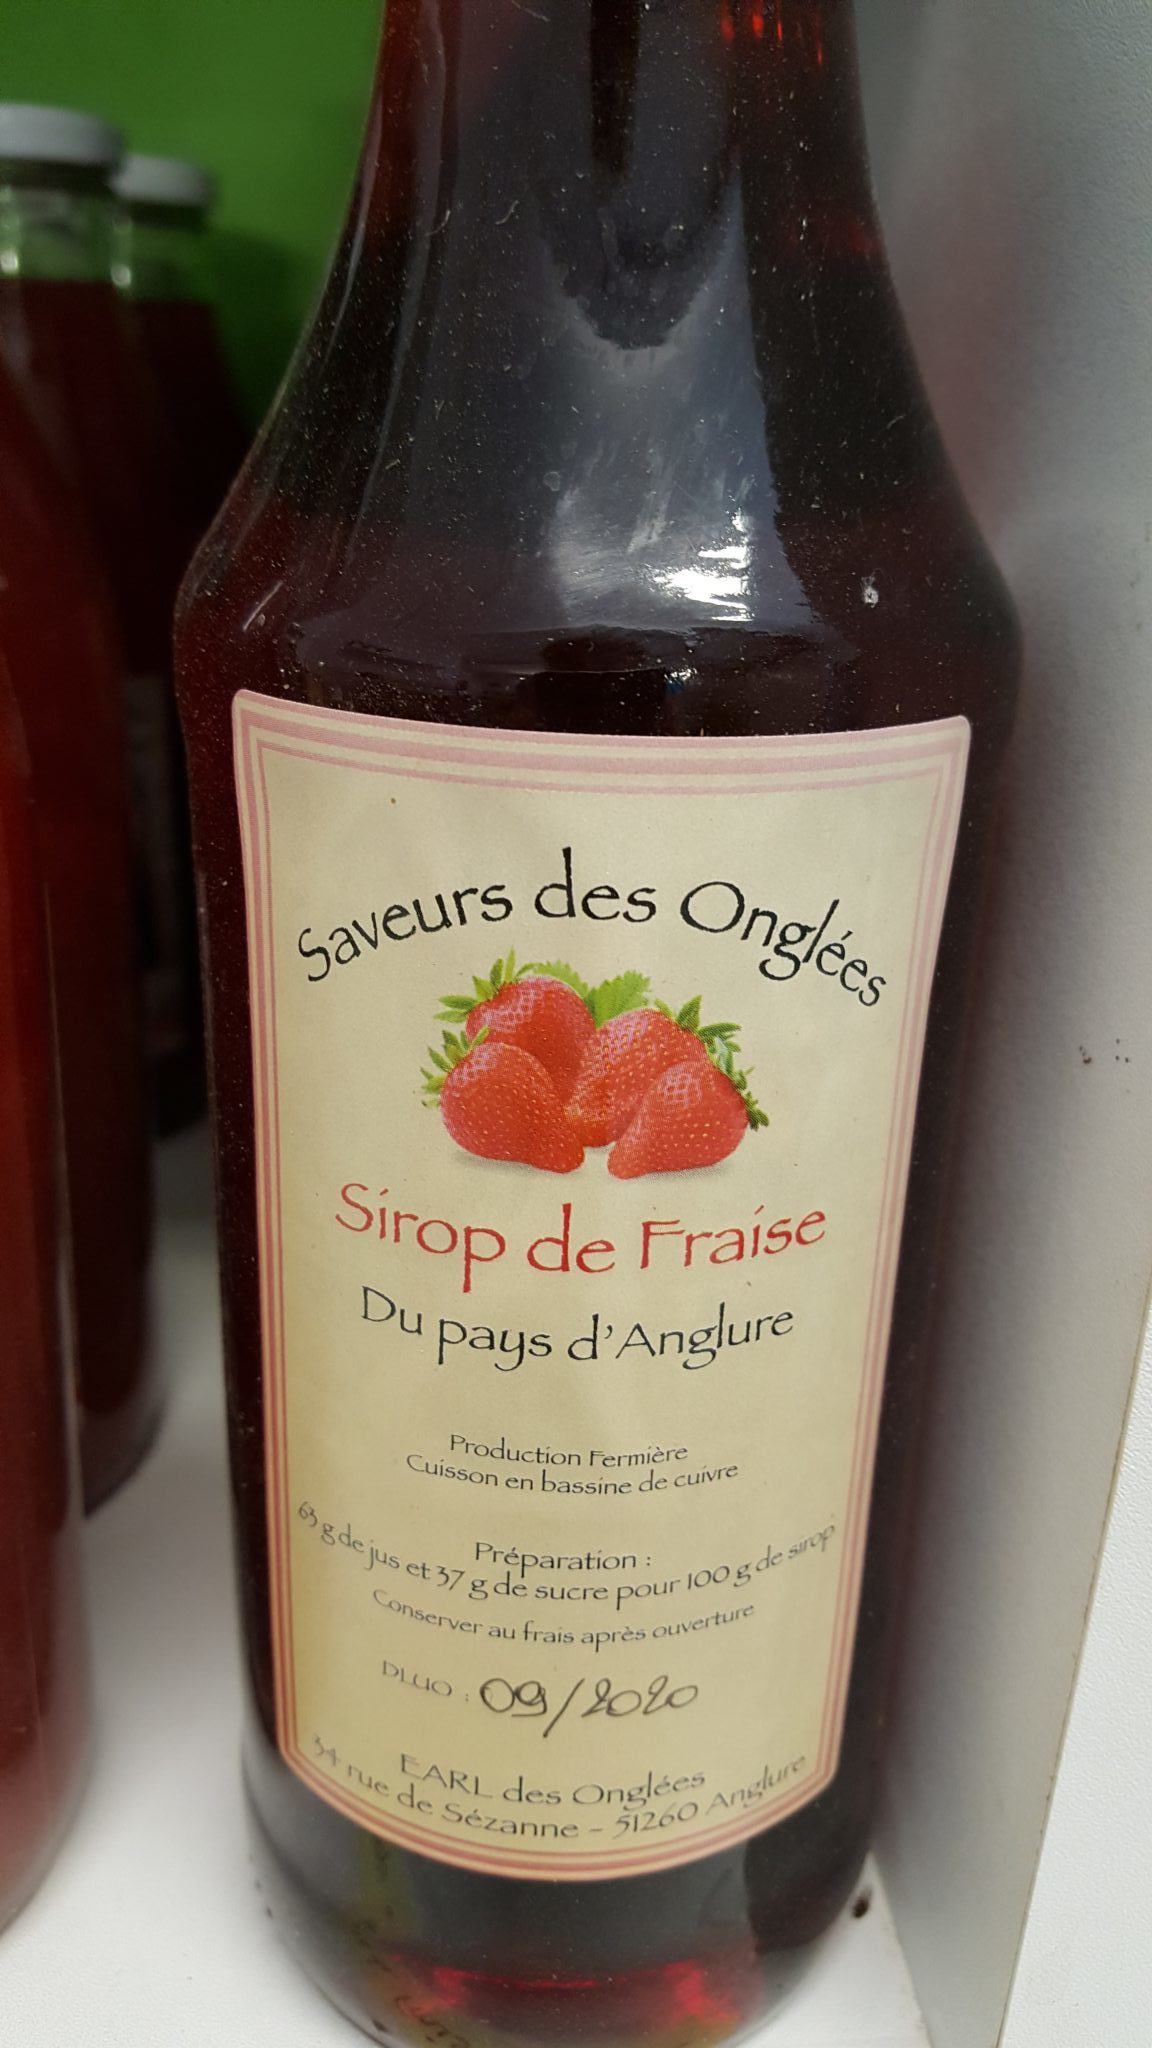 Saveurs des Onglées
Sirop de Fraise
Du pays d'Anglure
Production Fermière
Cuisson en bassine de cuivre
Préparation :
63 g de jus et 37 g de sucre pour 100 g de sirop
Conserver au frais après ouverture
DLUO : 09/2020
EARL des Onglées
34 rue de Sézanne - 51260 Anglure